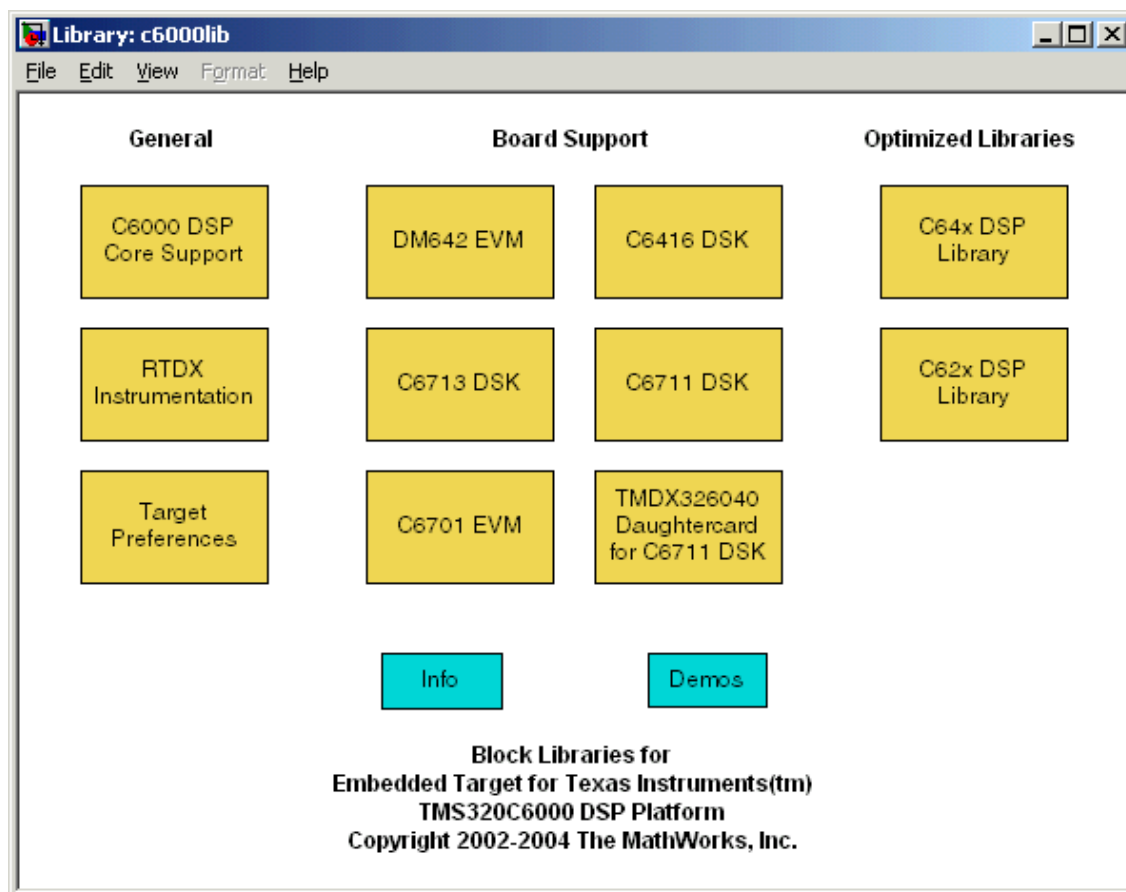 Library: c6000lib
File Edit View Format Help
General Board Support Optimized Libraries
C6000 DSP
Core Support
DM642 EVM
C6416 DSK
C64x DSP
Library
RTDX
Instrumentation
C6713 DSK
C6711 DSK
C62x DSP
Library
Target
Preferences
C6701 EVM
TMDX326040
Daughtercard
for C6711 DSK
Info
Demos
Block Libraries for
Embedded Target for Texas Instruments(tm)
TMS320C6000 DSP Platform
Copyright 2002-2004 The MathWorks, Inc.